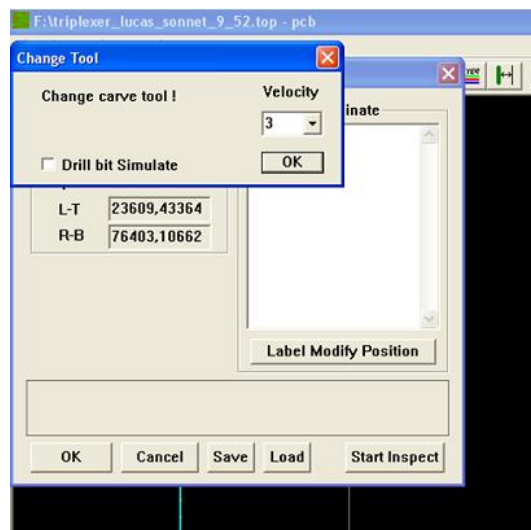 F:\triplexer_lucas_sonnet_9_52.top - pcb
Change Tool
Change carve tool !
Velocity
3
Drill bit Simulate
OK
inate
L-T 23609,43364
R-B 76403,10662
Label Modify Position
OK Cancel Save Load Start Inspect